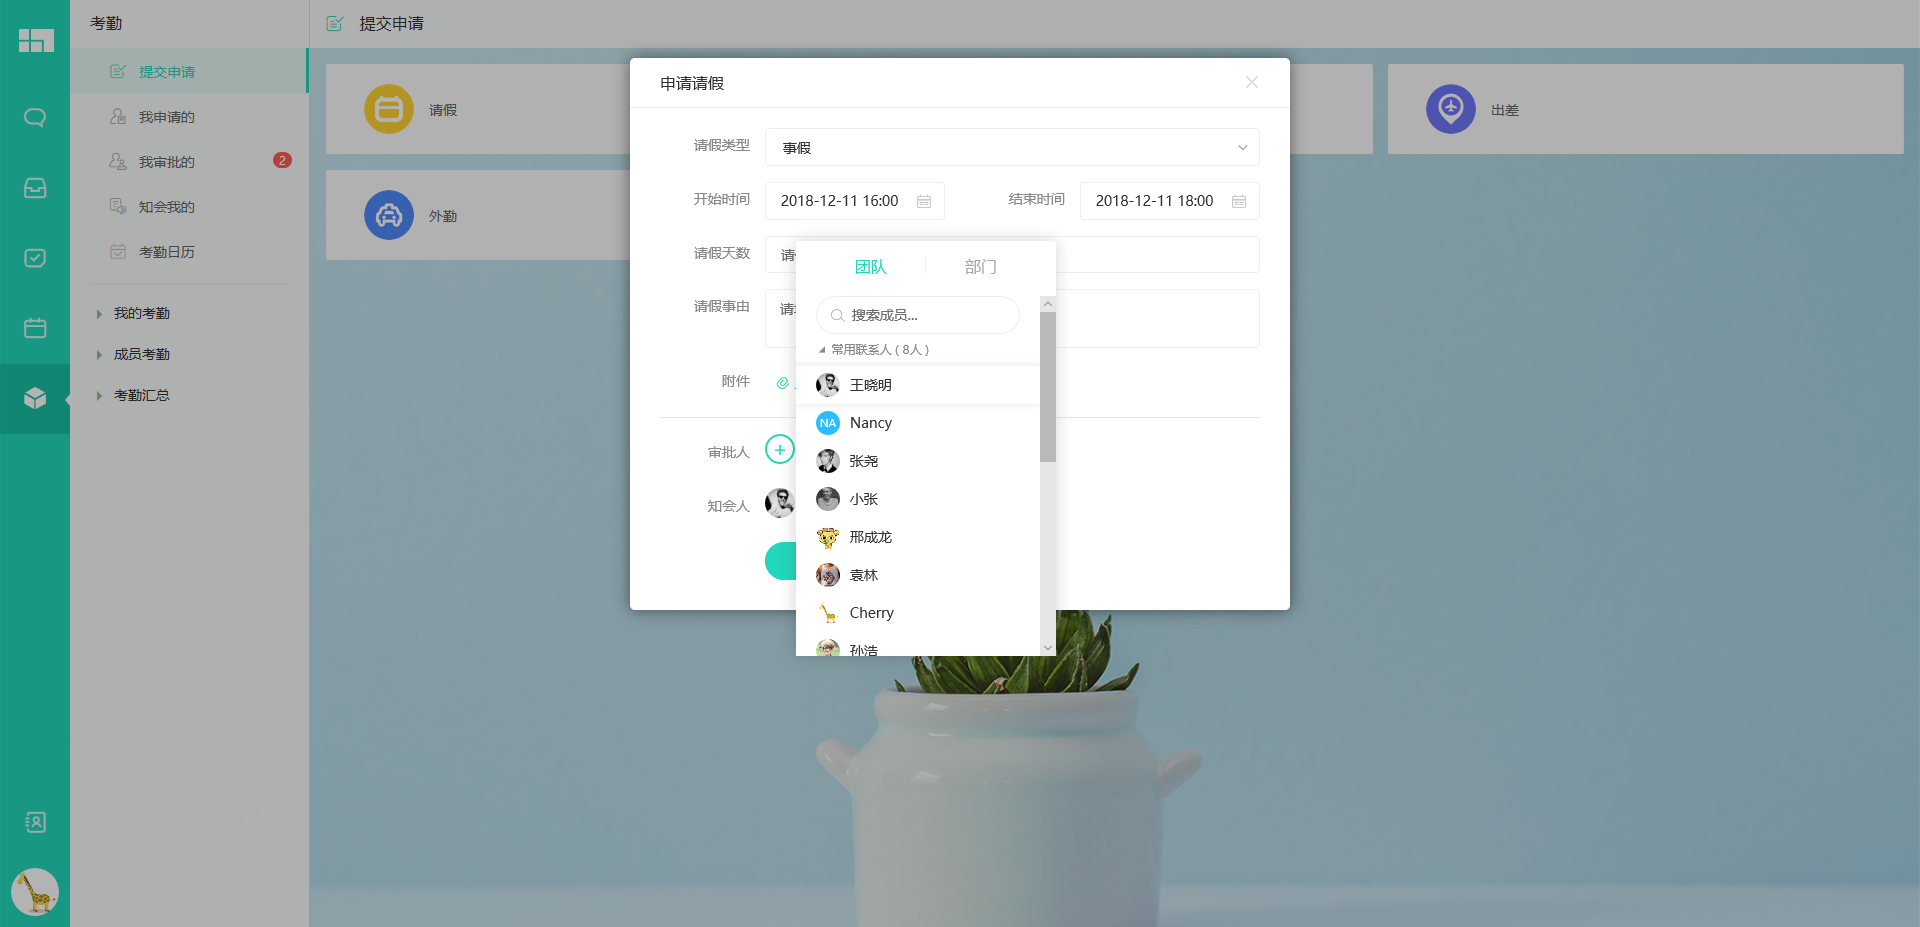 考勤
提交申请
提交申请
我申请的
我审批的
2
知会我的
考勤日历
我的考勤
成员考勤
考勤汇总
请假
外勤
出差
申请请假
请假类型
事假
开始时间
2018-12-11 16:00
结束时间
2018-12-11 18:00
请假天数
请假事由
附件
审批人
知会人
团队
部门
搜索成员...
常用联系人 ( 8人 )
王晓明
NA Nancy
张尧
小张
邢成龙
袁林
Cherry
孙浩